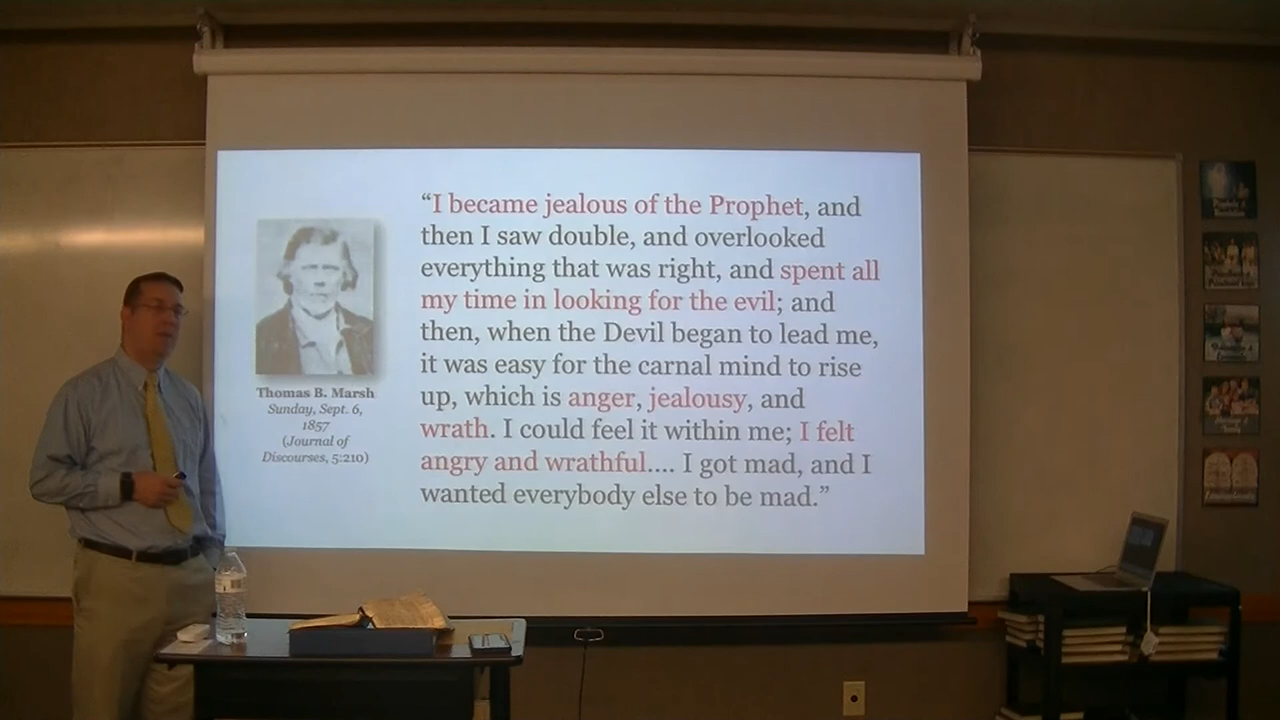 “I became jealous of the Prophet, and
then I saw double, and overlooked
everything that was right, and spent all
my time in looking for the evil; and
then, when the Devil began to lead me,
it was easy for the carnal mind to rise
up, which is anger, jealousy, and
wrath. I could feel it within me; I felt
angry and wrathful…. I got mad, and I
wanted everybody else to be mad.”
Thomas B. Marsh
Sunday, Sept. 6,
1857
(Journal of
Discourses, 5:210)